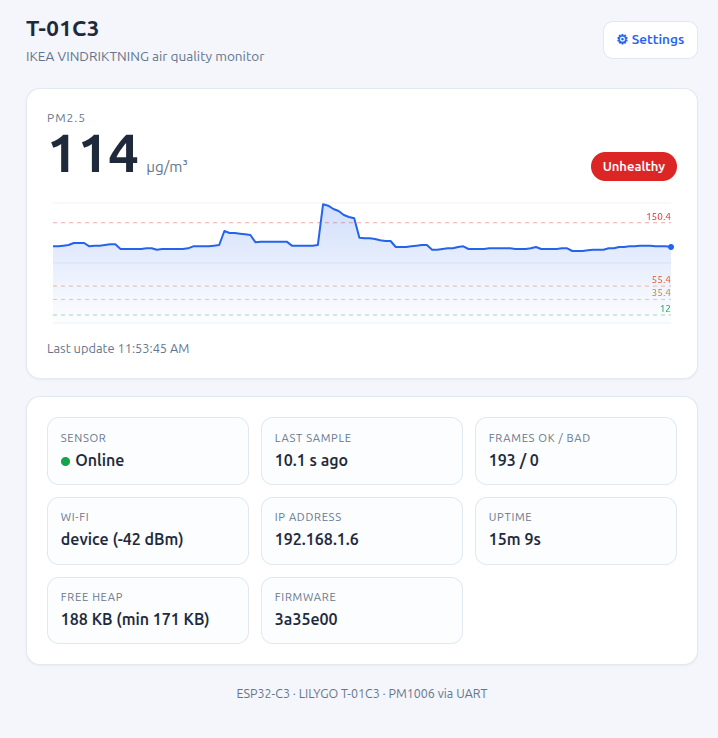 T-01C3
⚙ Settings
IKEA VINDRIKTNING air quality monitor
PM2.5
114 µg/m³
Unhealthy
150.4
55.4
35.4
12
Last update 11:53:45 AM
SENSOR
Online
LAST SAMPLE
10.1 s ago
FRAMES OK / BAD
193 / 0
WI-FI
device (-42 dBm)
IP ADDRESS
192.168.1.6
UPTIME
15m 9s
FREE HEAP
188 KB (min 171 KB)
FIRMWARE
3a35e00
ESP32-C3 · LILYGO T-01C3 · PM1006 via UART